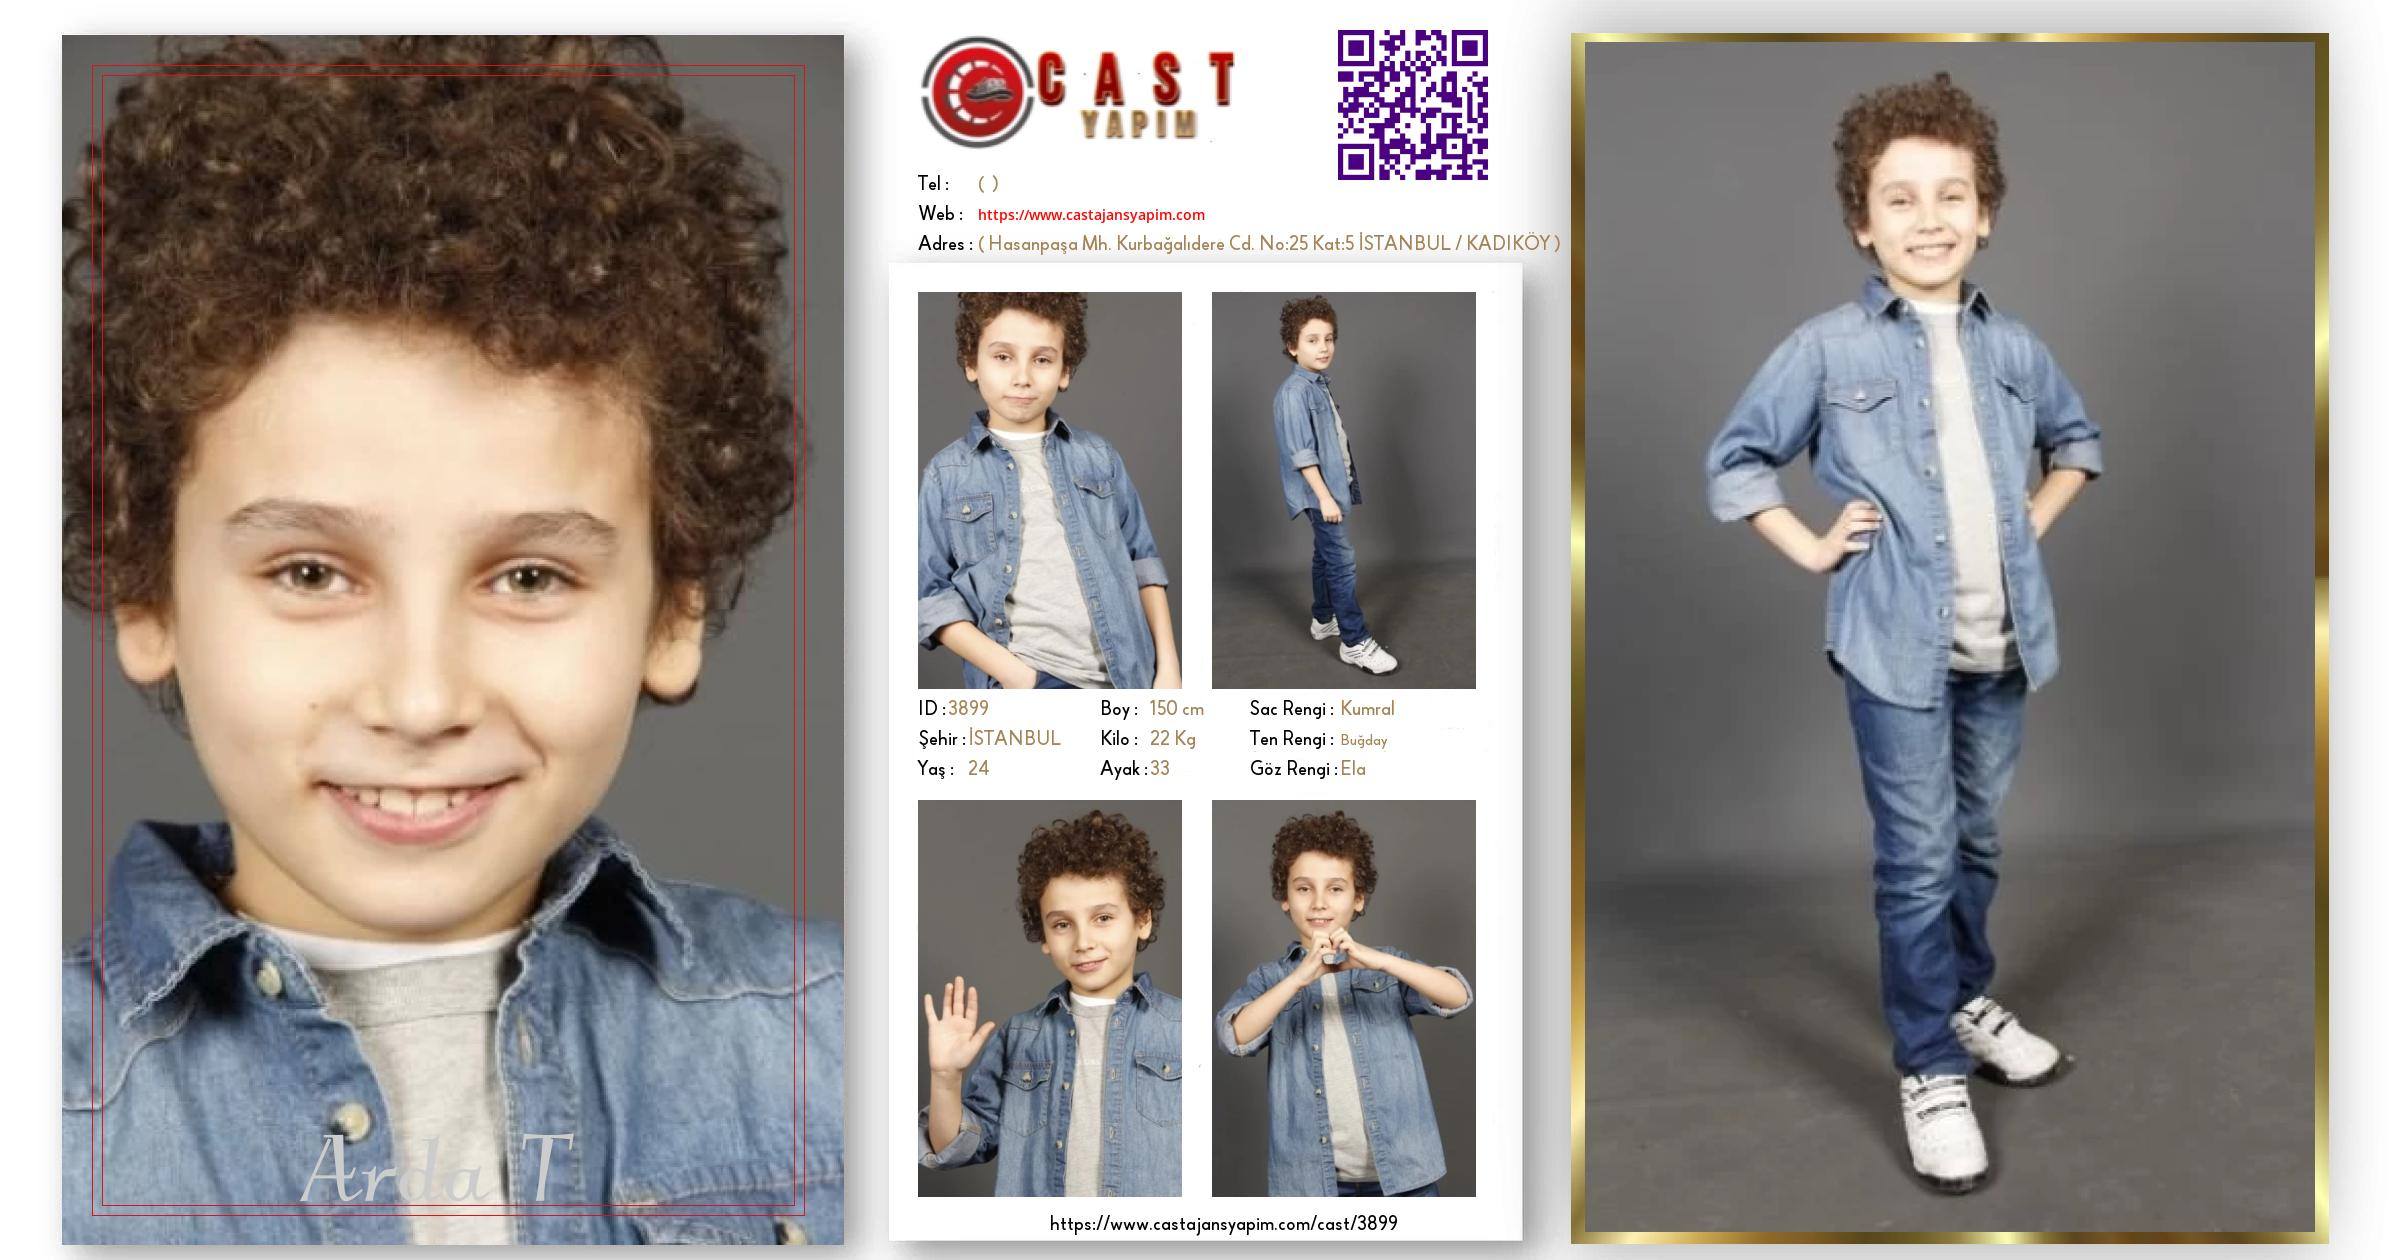 CAST
YAPIM
Tel : ( )
Web : https://www.castajansyapim.com
Adres : ( Hasanpaşa Mh. Kurbağalıdere Cd. No:25 Kat:5 İSTANBUL / KADIKÖY )
ID : 3899 Boy : 150 cm Sac Rengi : Kumral
Şehir : İSTANBUL Kilo : 22 Kg Ten Rengi : Buğday
Yaş : 24 Ayak : 33 Göz Rengi : Ela
Arda T
https://www.castajansyapim.com/cast/3899